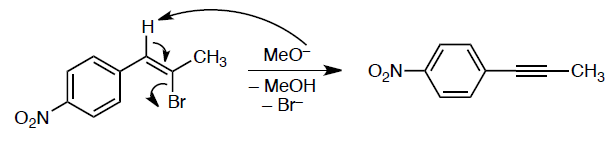 H
CH3
MeO−
Br
O2N
− MeOH
− Br−
O2N
CH3